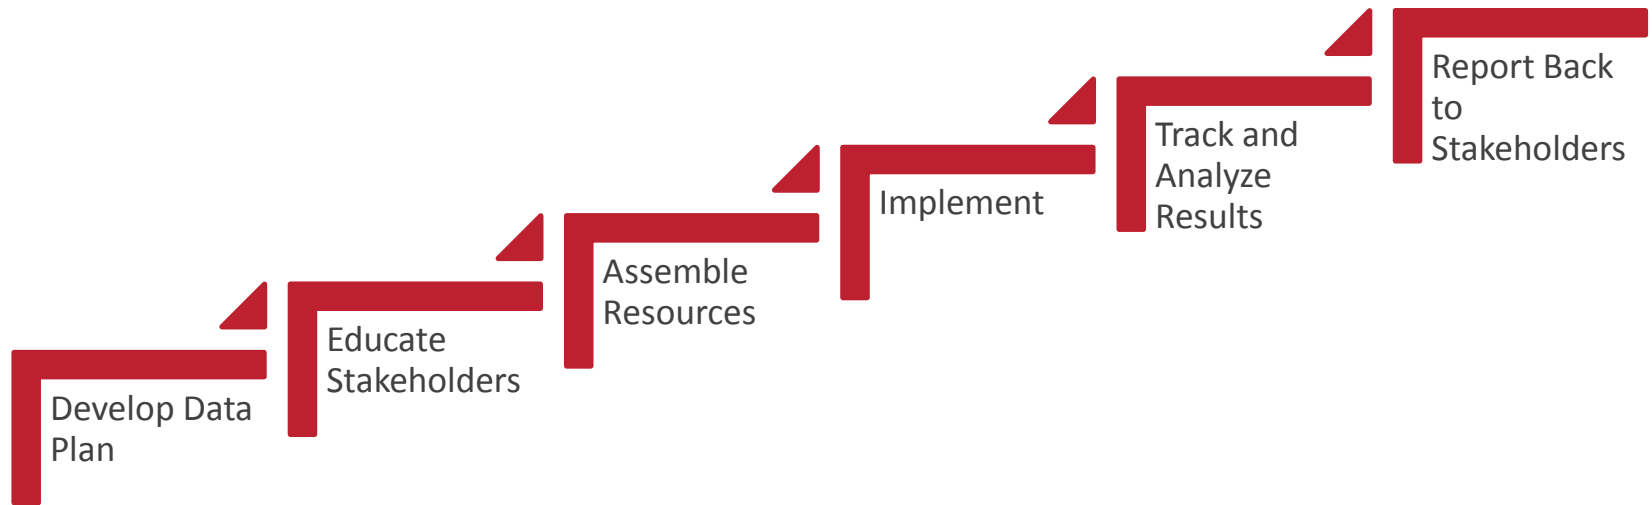 Develop Data
Plan
Educate
Stakeholders
Assemble
Resources
Implement
Track and
Analyze
Results
Report Back
to
Stakeholders